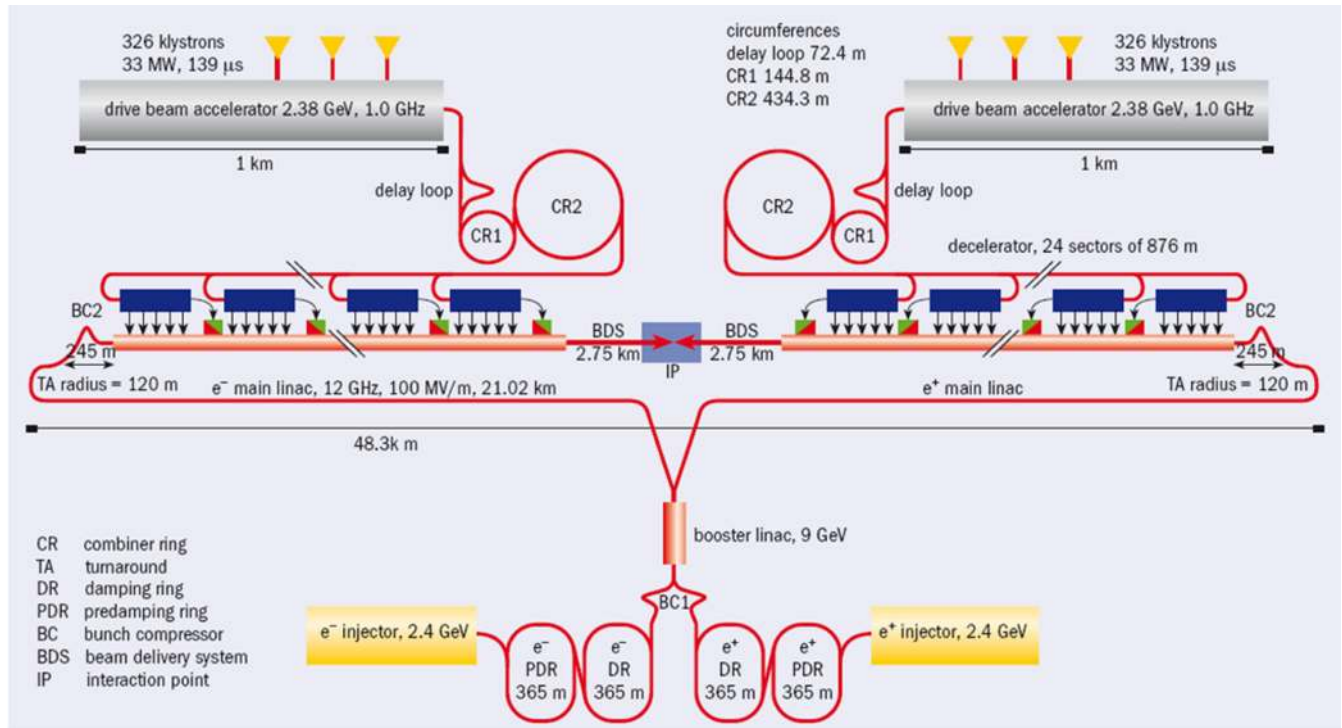 326 klystrons
33 MW, 139 μs
drive beam accelerator 2.38 GeV, 1.0 GHz
1 km
delay loop
CR1
CR2
circumferences
delay loop 72.4 m
CR1 144.8 m
CR2 434.3 m
326 klystrons
33 MW, 139 μs
drive beam accelerator 2.38 GeV, 1.0 GHz
1 km
delay loop
CR2
CR1
decelerator, 24 sectors of 876 m
BC2
245 m
TA radius = 120 m
BDS
2.75 km
IP
BDS
2.75 km
BC2
245 m
TA radius = 120 m
e⁻ main linac, 12 GHz, 100 MV/m, 21.02 km
e⁺ main linac
48.3k m
booster linac, 9 GeV
BC1
CR combiner ring
TA turnaround
DR damping ring
PDR predamping ring
BC bunch compressor
BDS beam delivery system
IP interaction point
e⁻ injector, 2.4 GeV
e⁻
PDR
365 m
e⁻
DR
365 m
e⁺
DR
365 m
e⁺
PDR
365 m
e⁺ injector, 2.4 GeV